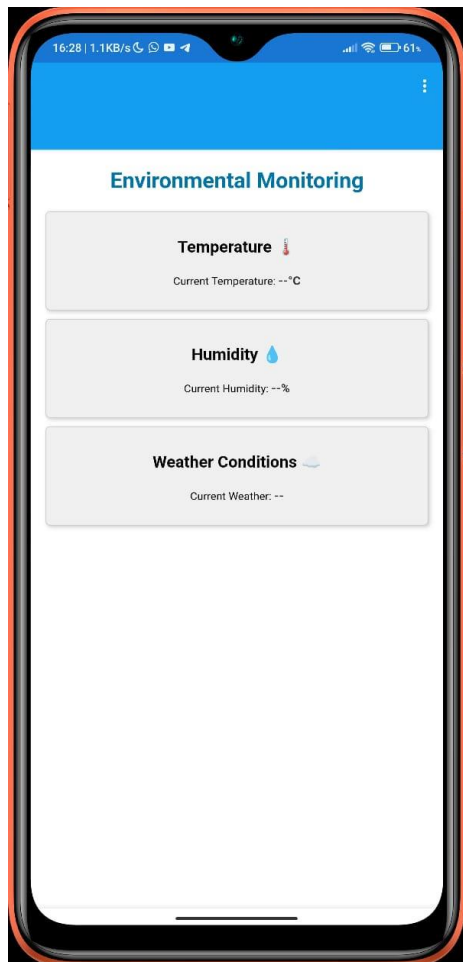 16:28 | 1.1KB/s
61%
Environmental Monitoring
Temperature 🌡️
Current Temperature: --°C
Humidity 💧
Current Humidity: --%
Weather Conditions ☁️
Current Weather: --